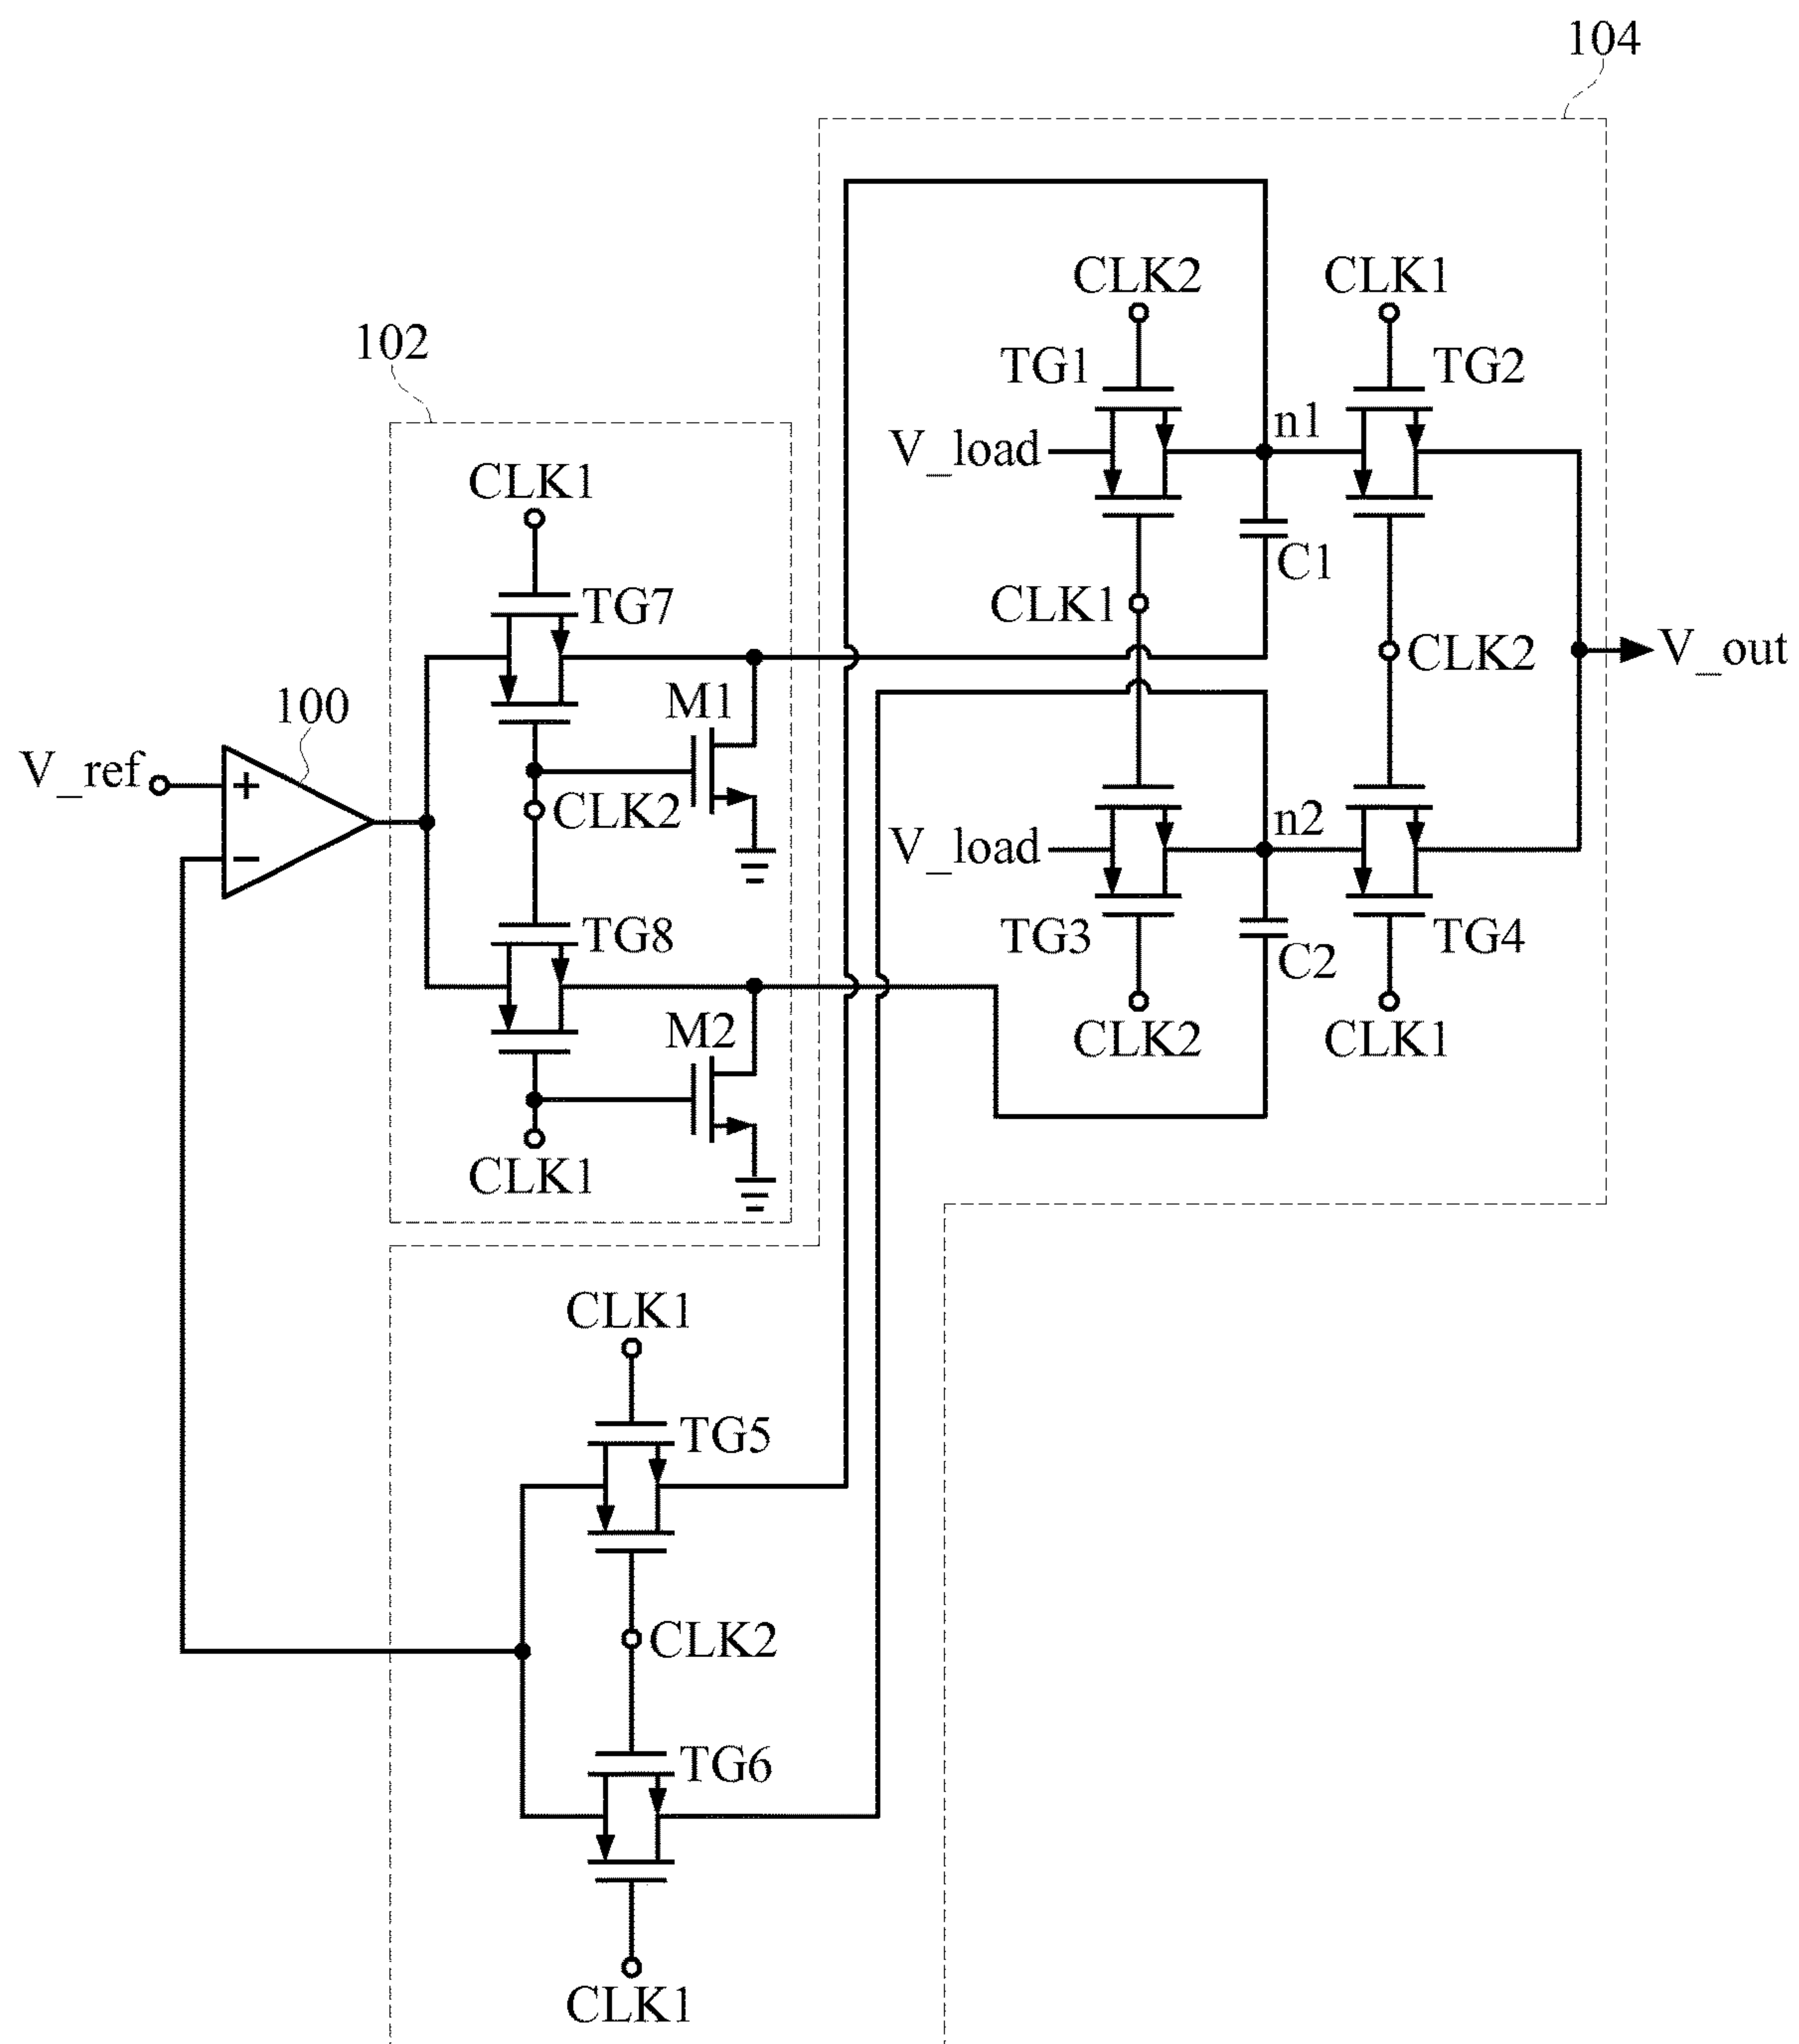 104
CLK2
CLK1
102
TG1
TG2
n1
V_load
CLK1
C1
TG7
CLK1
V_out
CLK2
M1
100
V_ref
+
CLK2
n2
V_load
−
TG8
TG3
TG4
C2
M2
CLK2
CLK1
CLK1
CLK1
TG5
CLK2
TG6
CLK1